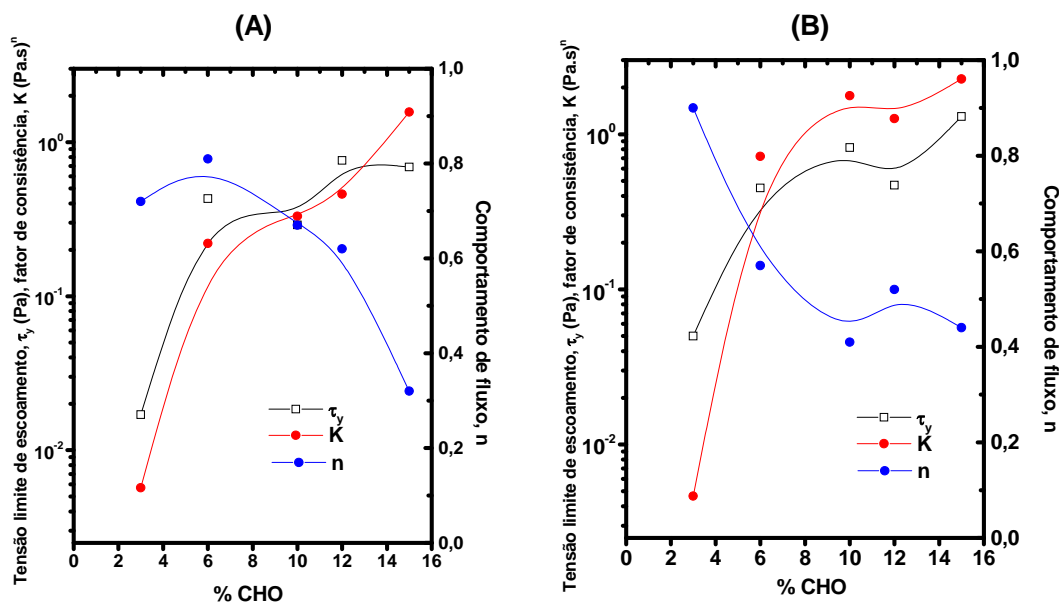 (A)
Tensão limite de escoamento, τy (Pa), fator de consistência, K (Pa.s)^n
10^0
10^-1
10^-2
1,0
0,8
0,6
0,4
0,2
0,0
Comportamento de fluxo, n
τy
K
n
0 2 4 6 8 10 12 14 16
% CHO
(B)
Tensão limite de escoamento, τy (Pa), fator de consistência, K (Pa.s)^n
10^0
10^-1
10^-2
1,0
0,8
0,6
0,4
0,2
0,0
Comportamento de fluxo, n
τy
K
n
0 2 4 6 8 10 12 14 16
% CHO